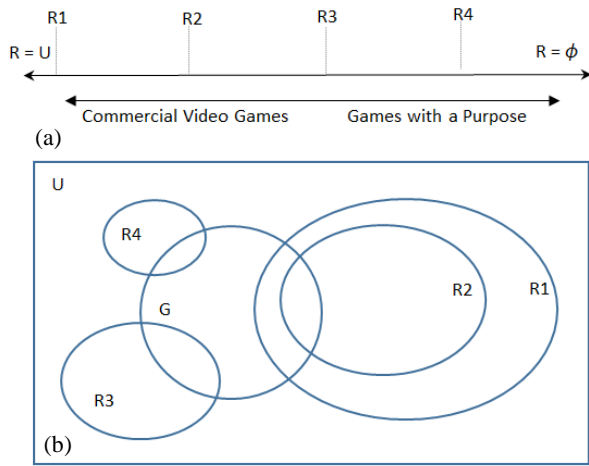 R1 R2 R3 R4
R = U R = ϕ
Commercial Video Games Games with a Purpose
(a)
U
R4
R2 R1
G
R3
(b)